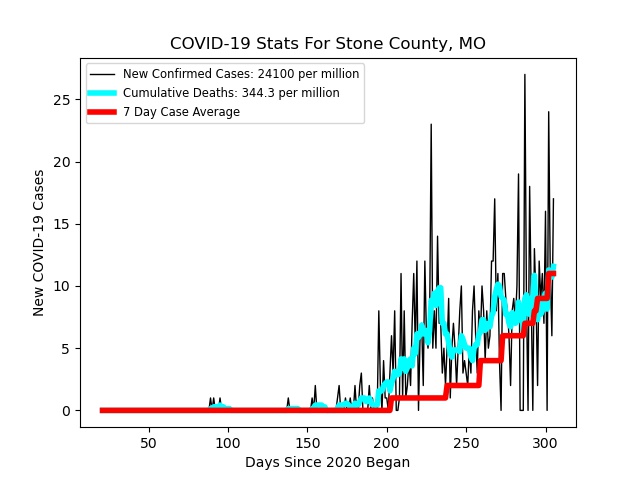 COVID-19 Stats For Stone County, MO
New Confirmed Cases: 24100 per million
Cumulative Deaths: 344.3 per million
7 Day Case Average
New COVID-19 Cases
25
20
15
10
5
0
50 100 150 200 250 300
Days Since 2020 Began